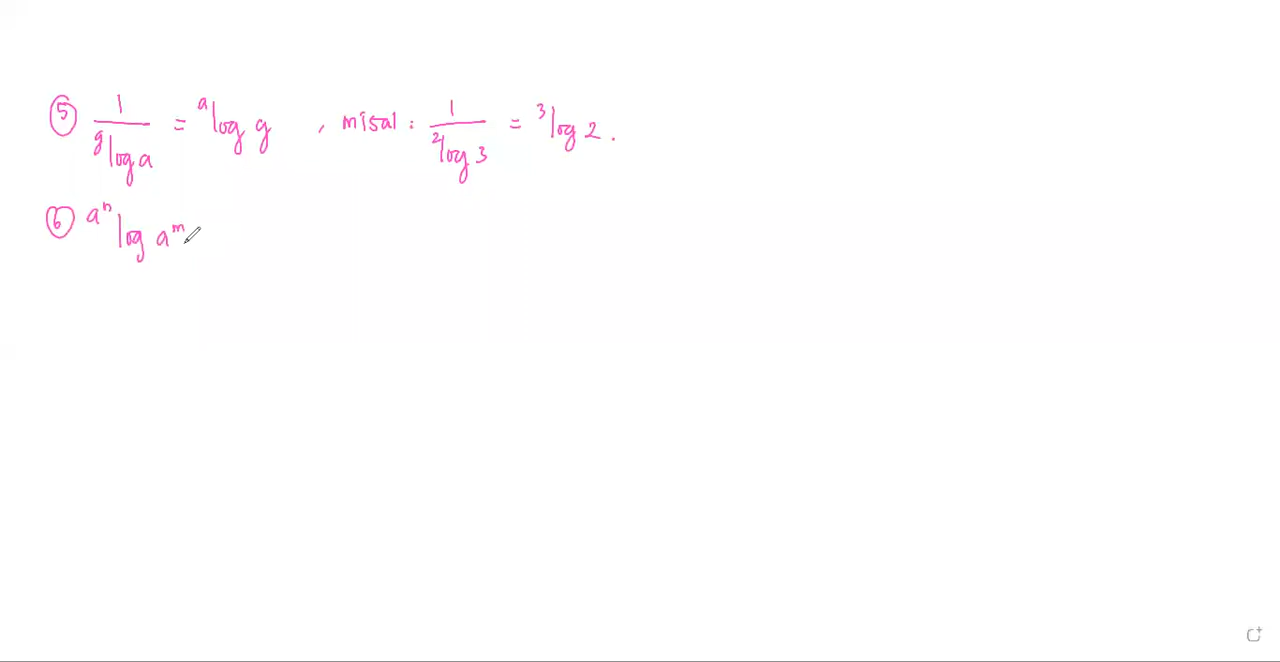 ⑤ 1/(ᵍlog a) = ᵃlog g , misal : 1/(²log 3) = ³log 2 .
⑥ aⁿlog aᵐ